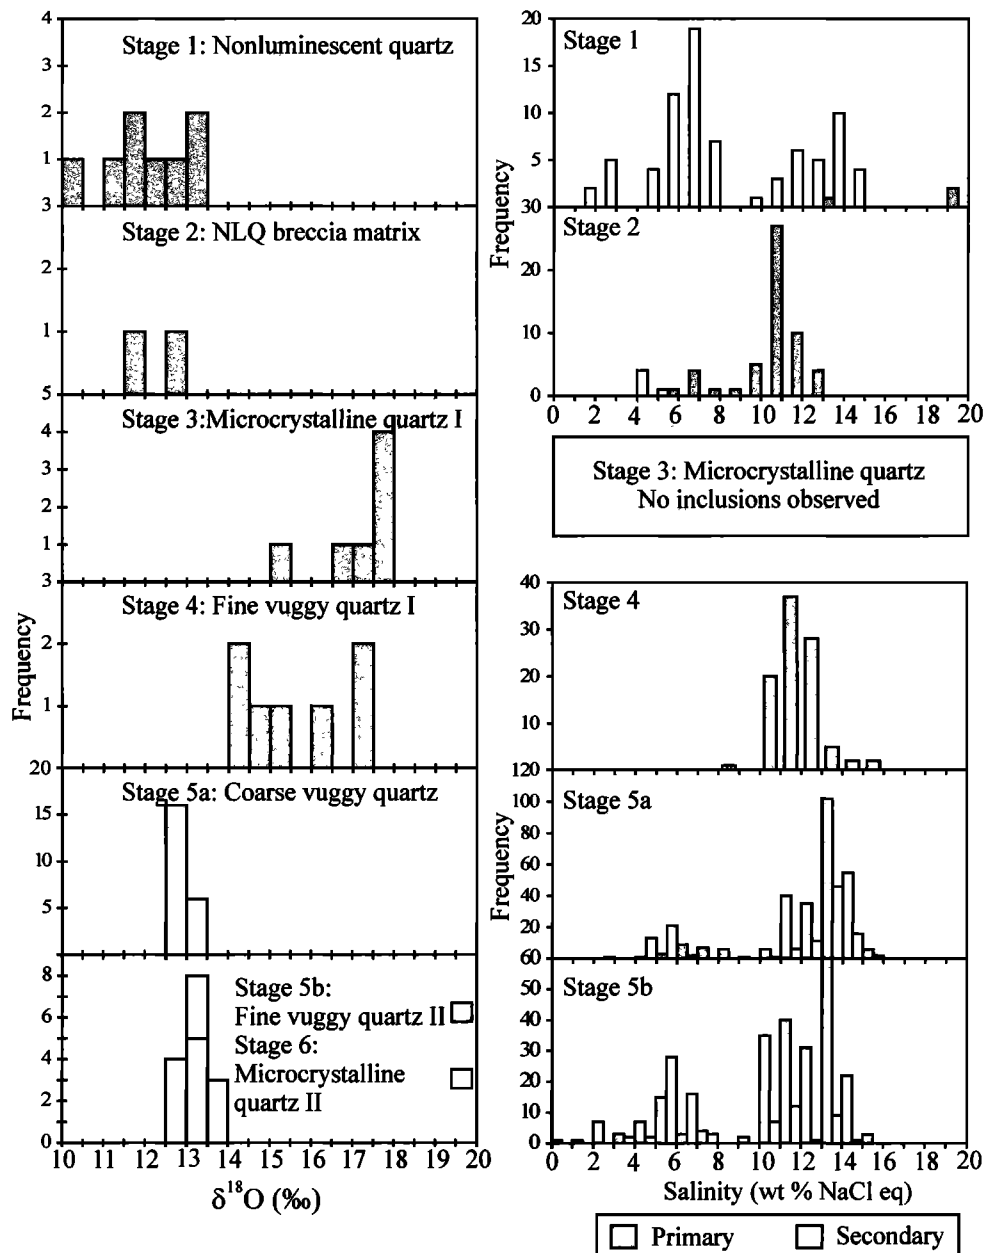 4
Stage 1: Nonluminescent quartz
3
2
1
3
Stage 2: NLQ breccia matrix
2
1
5
Stage 3:Microcrystalline quartz I
4
3
2
1
3
Stage 4: Fine vuggy quartz I
2
1
20
Stage 5a: Coarse vuggy quartz
15
10
5
8
6
4
2
0
Stage 5b:
Fine vuggy quartz II
Stage 6:
Microcrystalline
quartz II
10 11 12 13 14 15 17 17 18 19 20
δ18O (‰)
Frequency
20
Stage 1
15
10
5
30
Stage 2
20
10
0
0 2 4 6 8 10 12 14 16 18 20
Frequency
Stage 3: Microcrystalline quartz
No inclusions observed
40
Stage 4
30
20
10
120
Stage 5a
100
80
60
40
20
60
Stage 5b
50
40
30
20
10
0
0 2 4 6 8 10 12 14 16 18 20
Frequency
Salinity (wt % NaCl eq)
Primary
Secondary